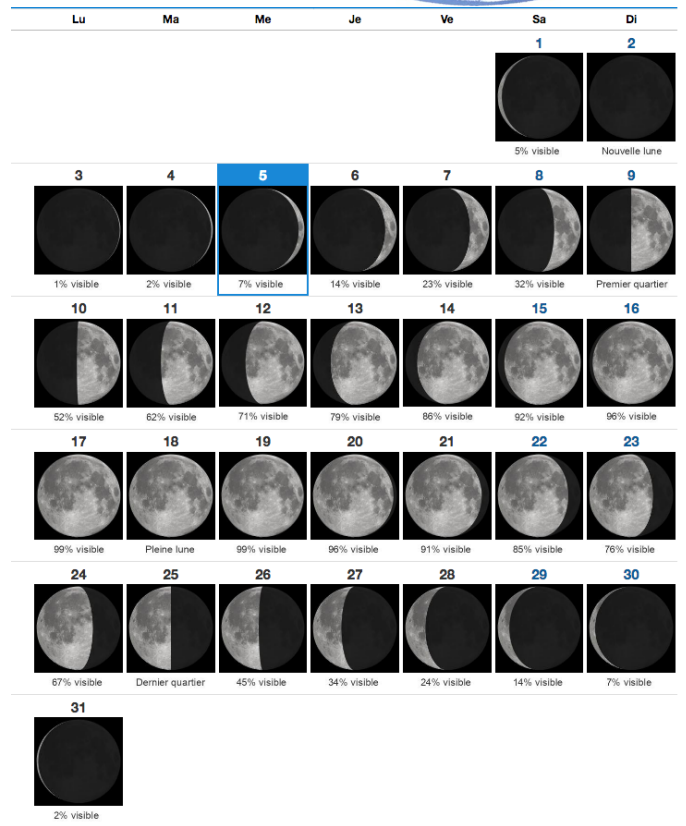 Lu Ma Me Je Ve Sa Di
1 2
5% visible Nouvelle lune
3 4 5 6 7 8 9
1% visible 2% visible 7% visible 14% visible 23% visible 32% visible Premier quartier
10 11 12 13 14 15 16
52% visible 62% visible 71% visible 79% visible 86% visible 92% visible 96% visible
17 18 19 20 21 22 23
99% visible Pleine lune 99% visible 96% visible 91% visible 85% visible 76% visible
24 25 26 27 28 29 30
67% visible Dernier quartier 45% visible 34% visible 24% visible 14% visible 7% visible
31
2% visible